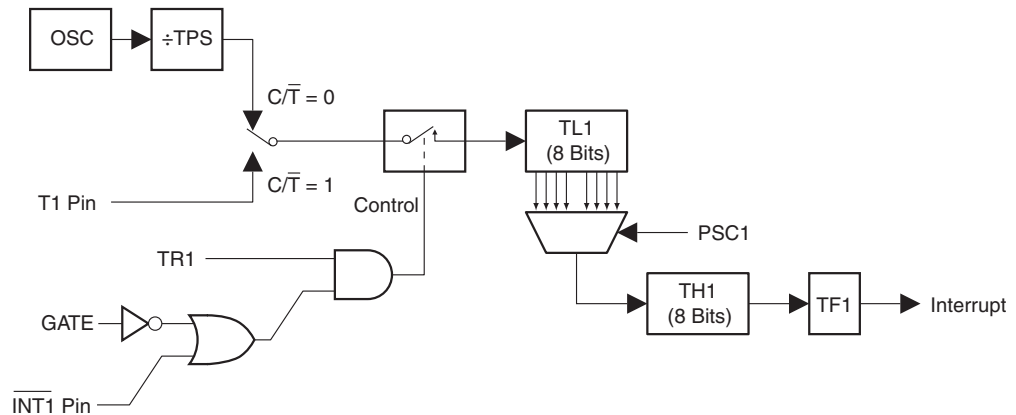 OSC
÷TPS
C/T̅ = 0
TL1
(8 Bits)
C/T̅ = 1
T1 Pin
Control
PSC1
TR1
TH1
(8 Bits)
TF1
Interrupt
GATE
I̅N̅T̅1̅ Pin